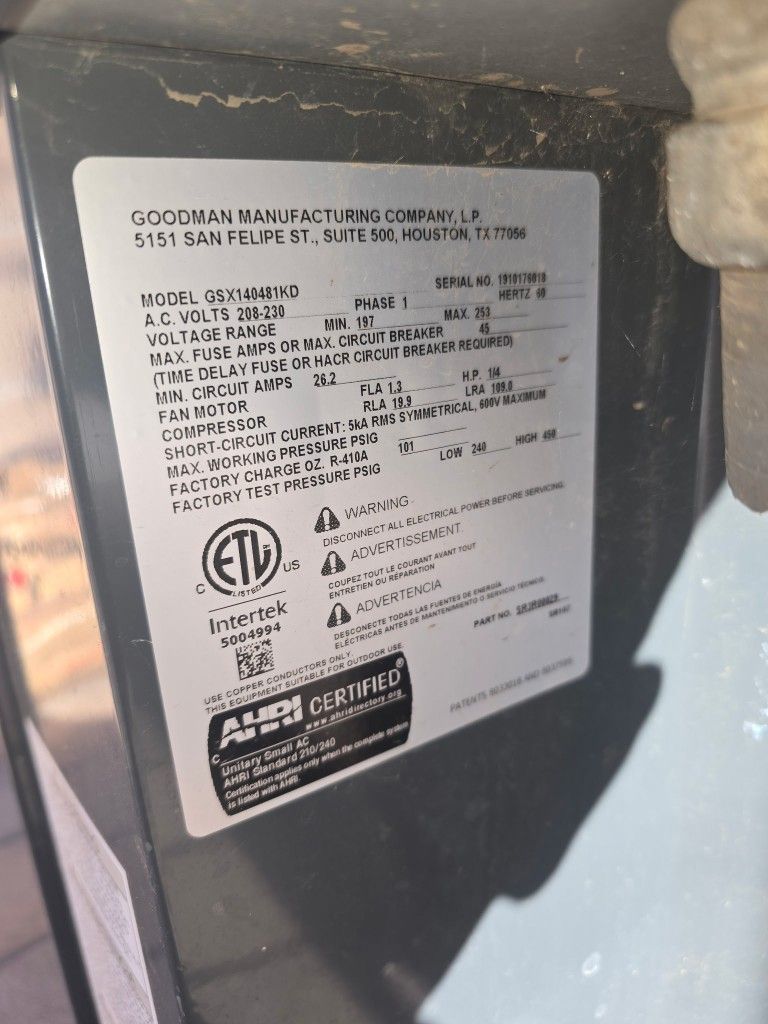 GOODMAN MANUFACTURING COMPANY, L.P.
5151 SAN FELIPE ST., SUITE 500, HOUSTON, TX 77056
MODEL GSX140481KD SERIAL NO. 1910176018
A.C. VOLTS 208-230 PHASE 1 HERTZ 60
VOLTAGE RANGE MIN. 197 MAX. 253
MAX. FUSE AMPS OR MAX. CIRCUIT BREAKER 45
(TIME DELAY FUSE OR HACR CIRCUIT BREAKER REQUIRED)
MIN. CIRCUIT AMPS 26.2
FAN MOTOR FLA 1.3 H.P. 1/4
COMPRESSOR RLA 19.9 LRA 109.0
SHORT-CIRCUIT CURRENT: 5kA RMS SYMMETRICAL, 600V MAXIMUM
MAX. WORKING PRESSURE PSIG
FACTORY CHARGE OZ. R-410A 101
FACTORY TEST PRESSURE PSIG LOW 240 HIGH 450
WARNING
DISCONNECT ALL ELECTRICAL POWER BEFORE SERVICING.
ADVERTISSEMENT
COUPEZ TOUT LE COURANT AVANT TOUT
ENTRETIEN OU RÉPARATION
ADVERTENCIA
DESCONECTE TODAS LAS FUENTES DE ENERGÍA
ELÉCTRICAS ANTES DE MANTENIMIENTO O SERVICIO TÉCNICO.
C ETL US
LISTED
Intertek
5004994
PART NO.
USE COPPER CONDUCTORS ONLY.
THIS EQUIPMENT SUITABLE FOR OUTDOOR USE.
AHRI CERTIFIED®
www.ahridirectory.org
C
Unitary Small AC
AHRI Standard 210/240
Certification applies only when the complete system
is listed with AHRI.
PATENTS AND